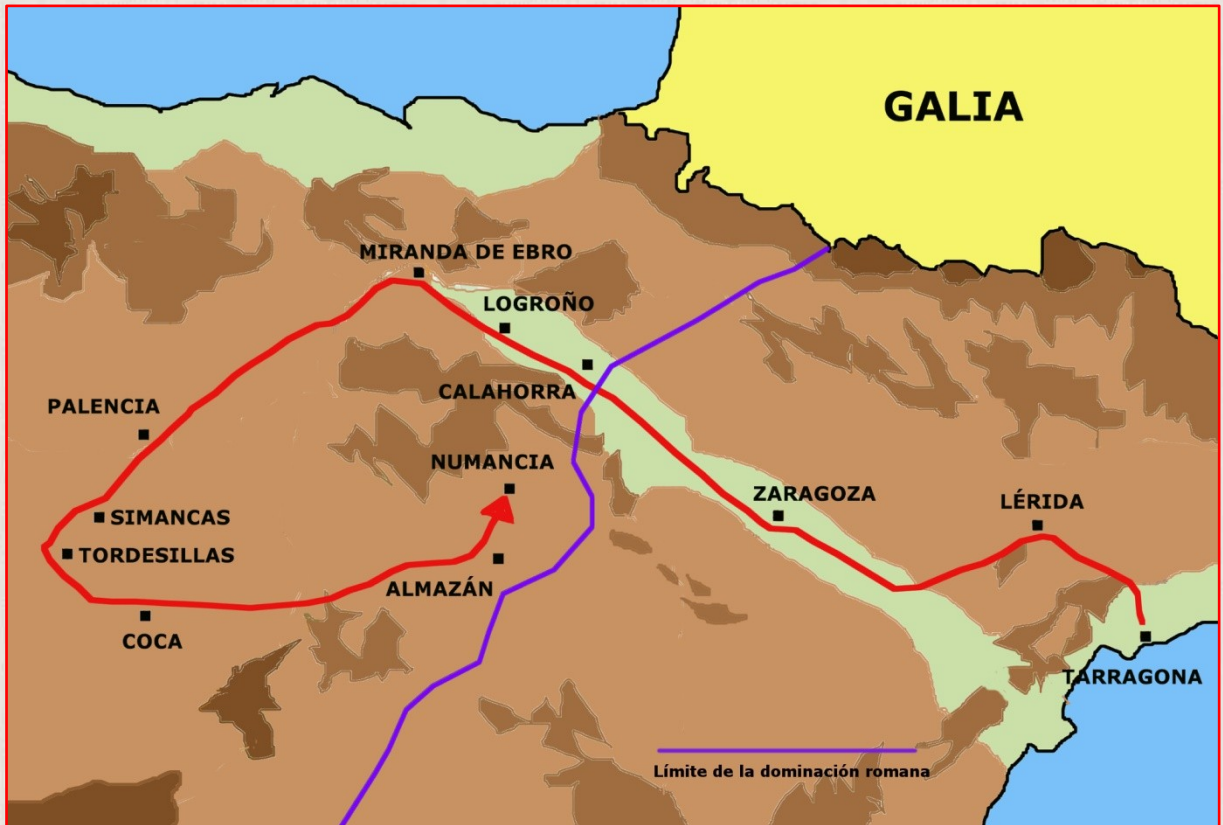 GALIA
MIRANDA DE EBRO
LOGROÑO
CALAHORRA
PALENCIA
NUMANCIA
ZARAGOZA
LÉRIDA
SIMANCAS
TORDESILLAS
ALMAZÁN
COCA
TARRAGONA
Límite de la dominación romana